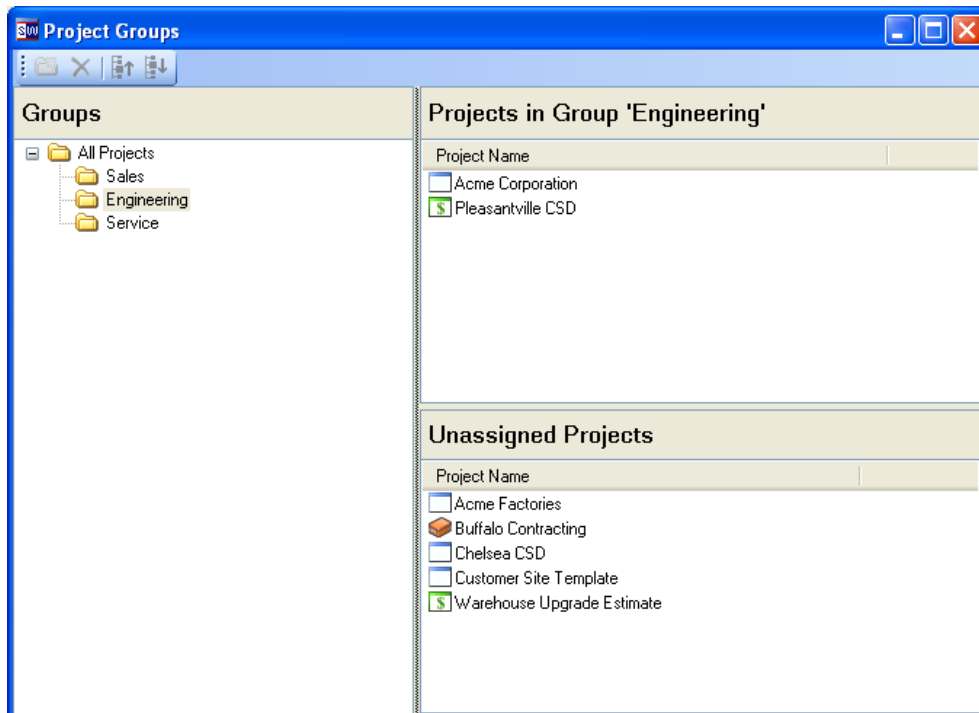 SW Project Groups
Groups
All Projects
Sales
Engineering
Service
Projects in Group 'Engineering'
Project Name
Acme Corporation
$ Pleasantville CSD
Unassigned Projects
Project Name
Acme Factories
Buffalo Contracting
Chelsea CSD
Customer Site Template
$ Warehouse Upgrade Estimate